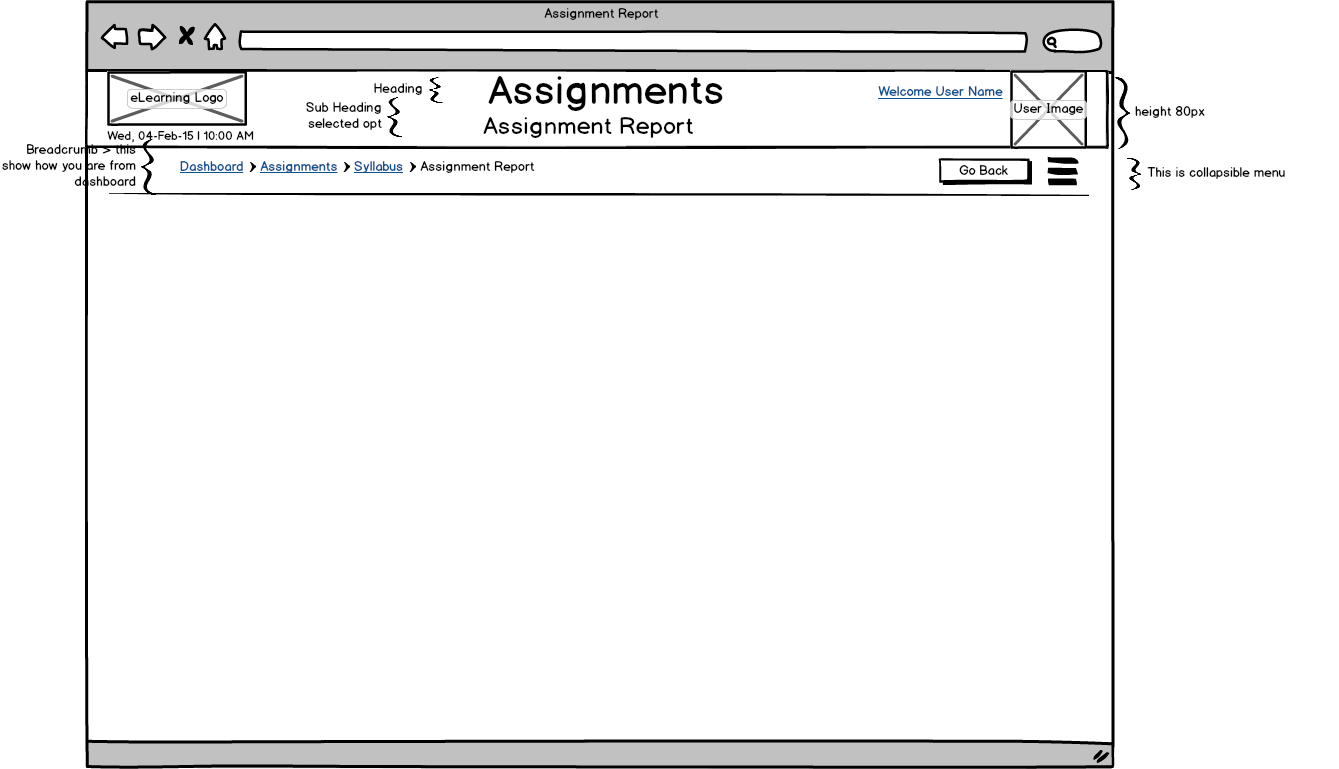 Assignment Report
eLearning Logo
Wed, 04-Feb-15 | 10:00 AM
Heading
Sub Heading
selected opt
Assignments
Assignment Report
Welcome User Name
User Image
height 80px
Breadcrumb > this
show how you are from
dashboard
Dashboard > Assignments > Syllabus > Assignment Report
Go Back
This is collapsible menu